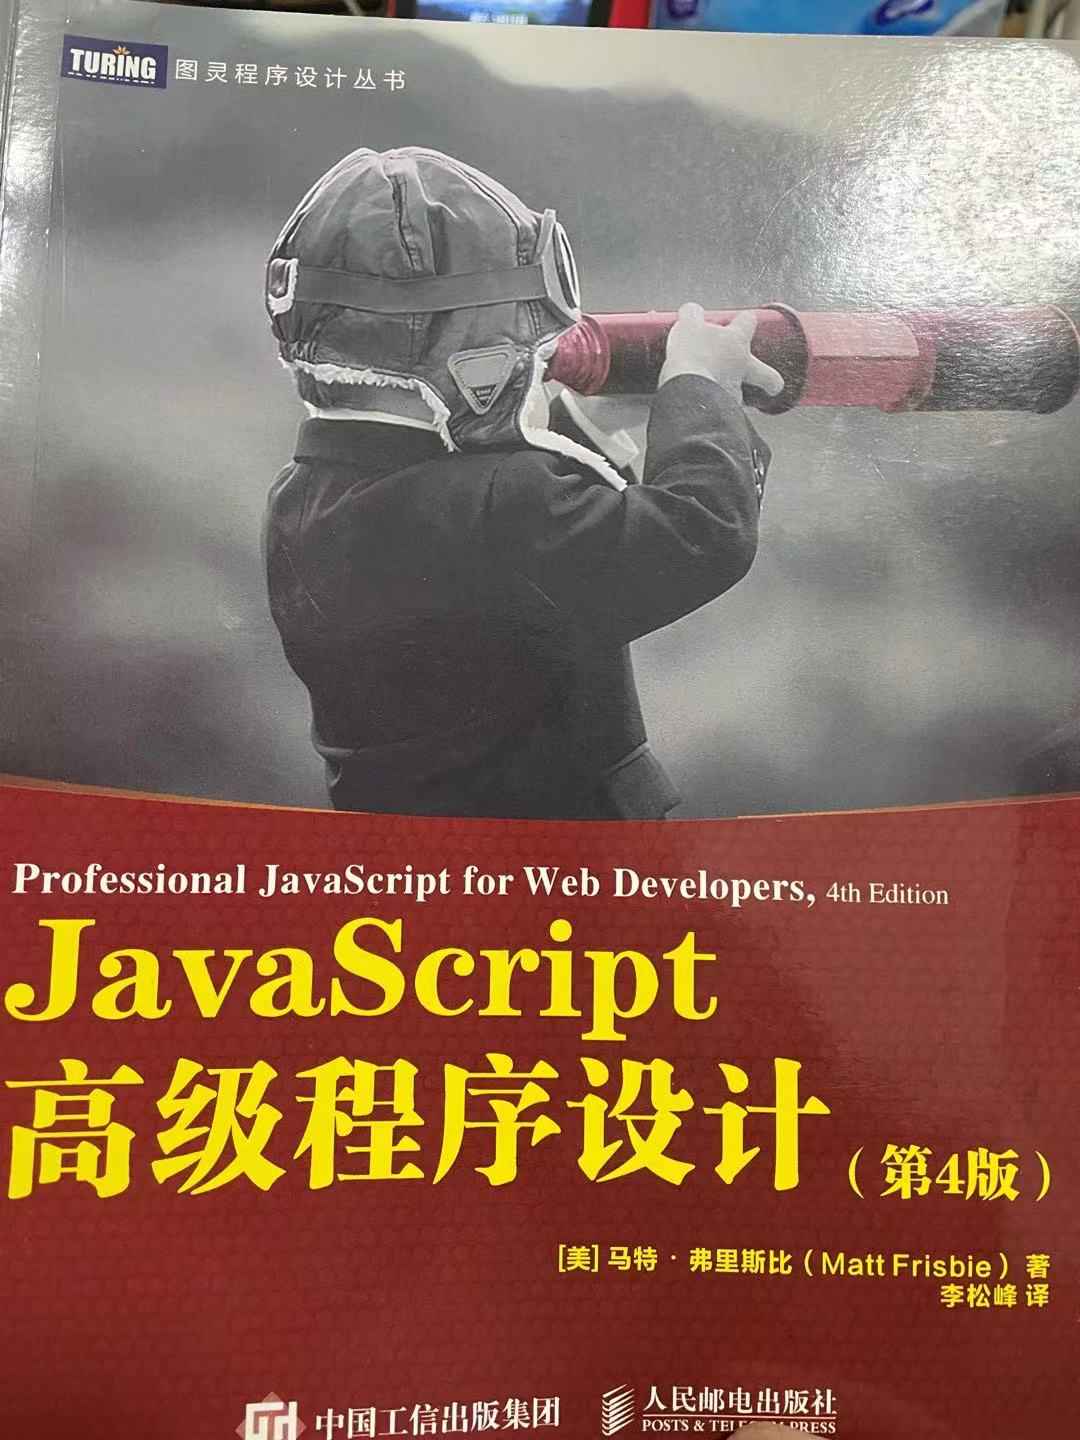 TURING 图灵程序设计丛书
Professional JavaScript for Web Developers, 4th Edition
JavaScript
高级程序设计（第4版）
[美] 马特·弗里斯比（Matt Frisbie）著
李松峰 译
中国工信出版集团 人民邮电出版社
POSTS & PRESS